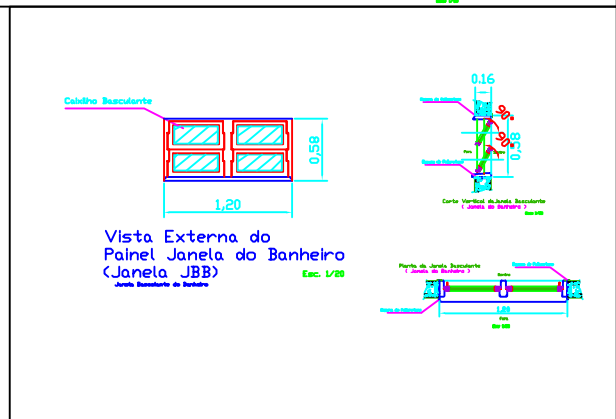 Caixilho Basculante
0,58
1,20
Vista Externa do
Painel Janela do Banheiro
(Janela JBB)
Esc. 1/20
Janela Basculante do Banheiro
0.16
90°
90°
0,58
Corte Vertical da Janela Basculante
( Janela do Banheiro )
Planta da Janela Basculante
( Janela do Banheiro )
1,20